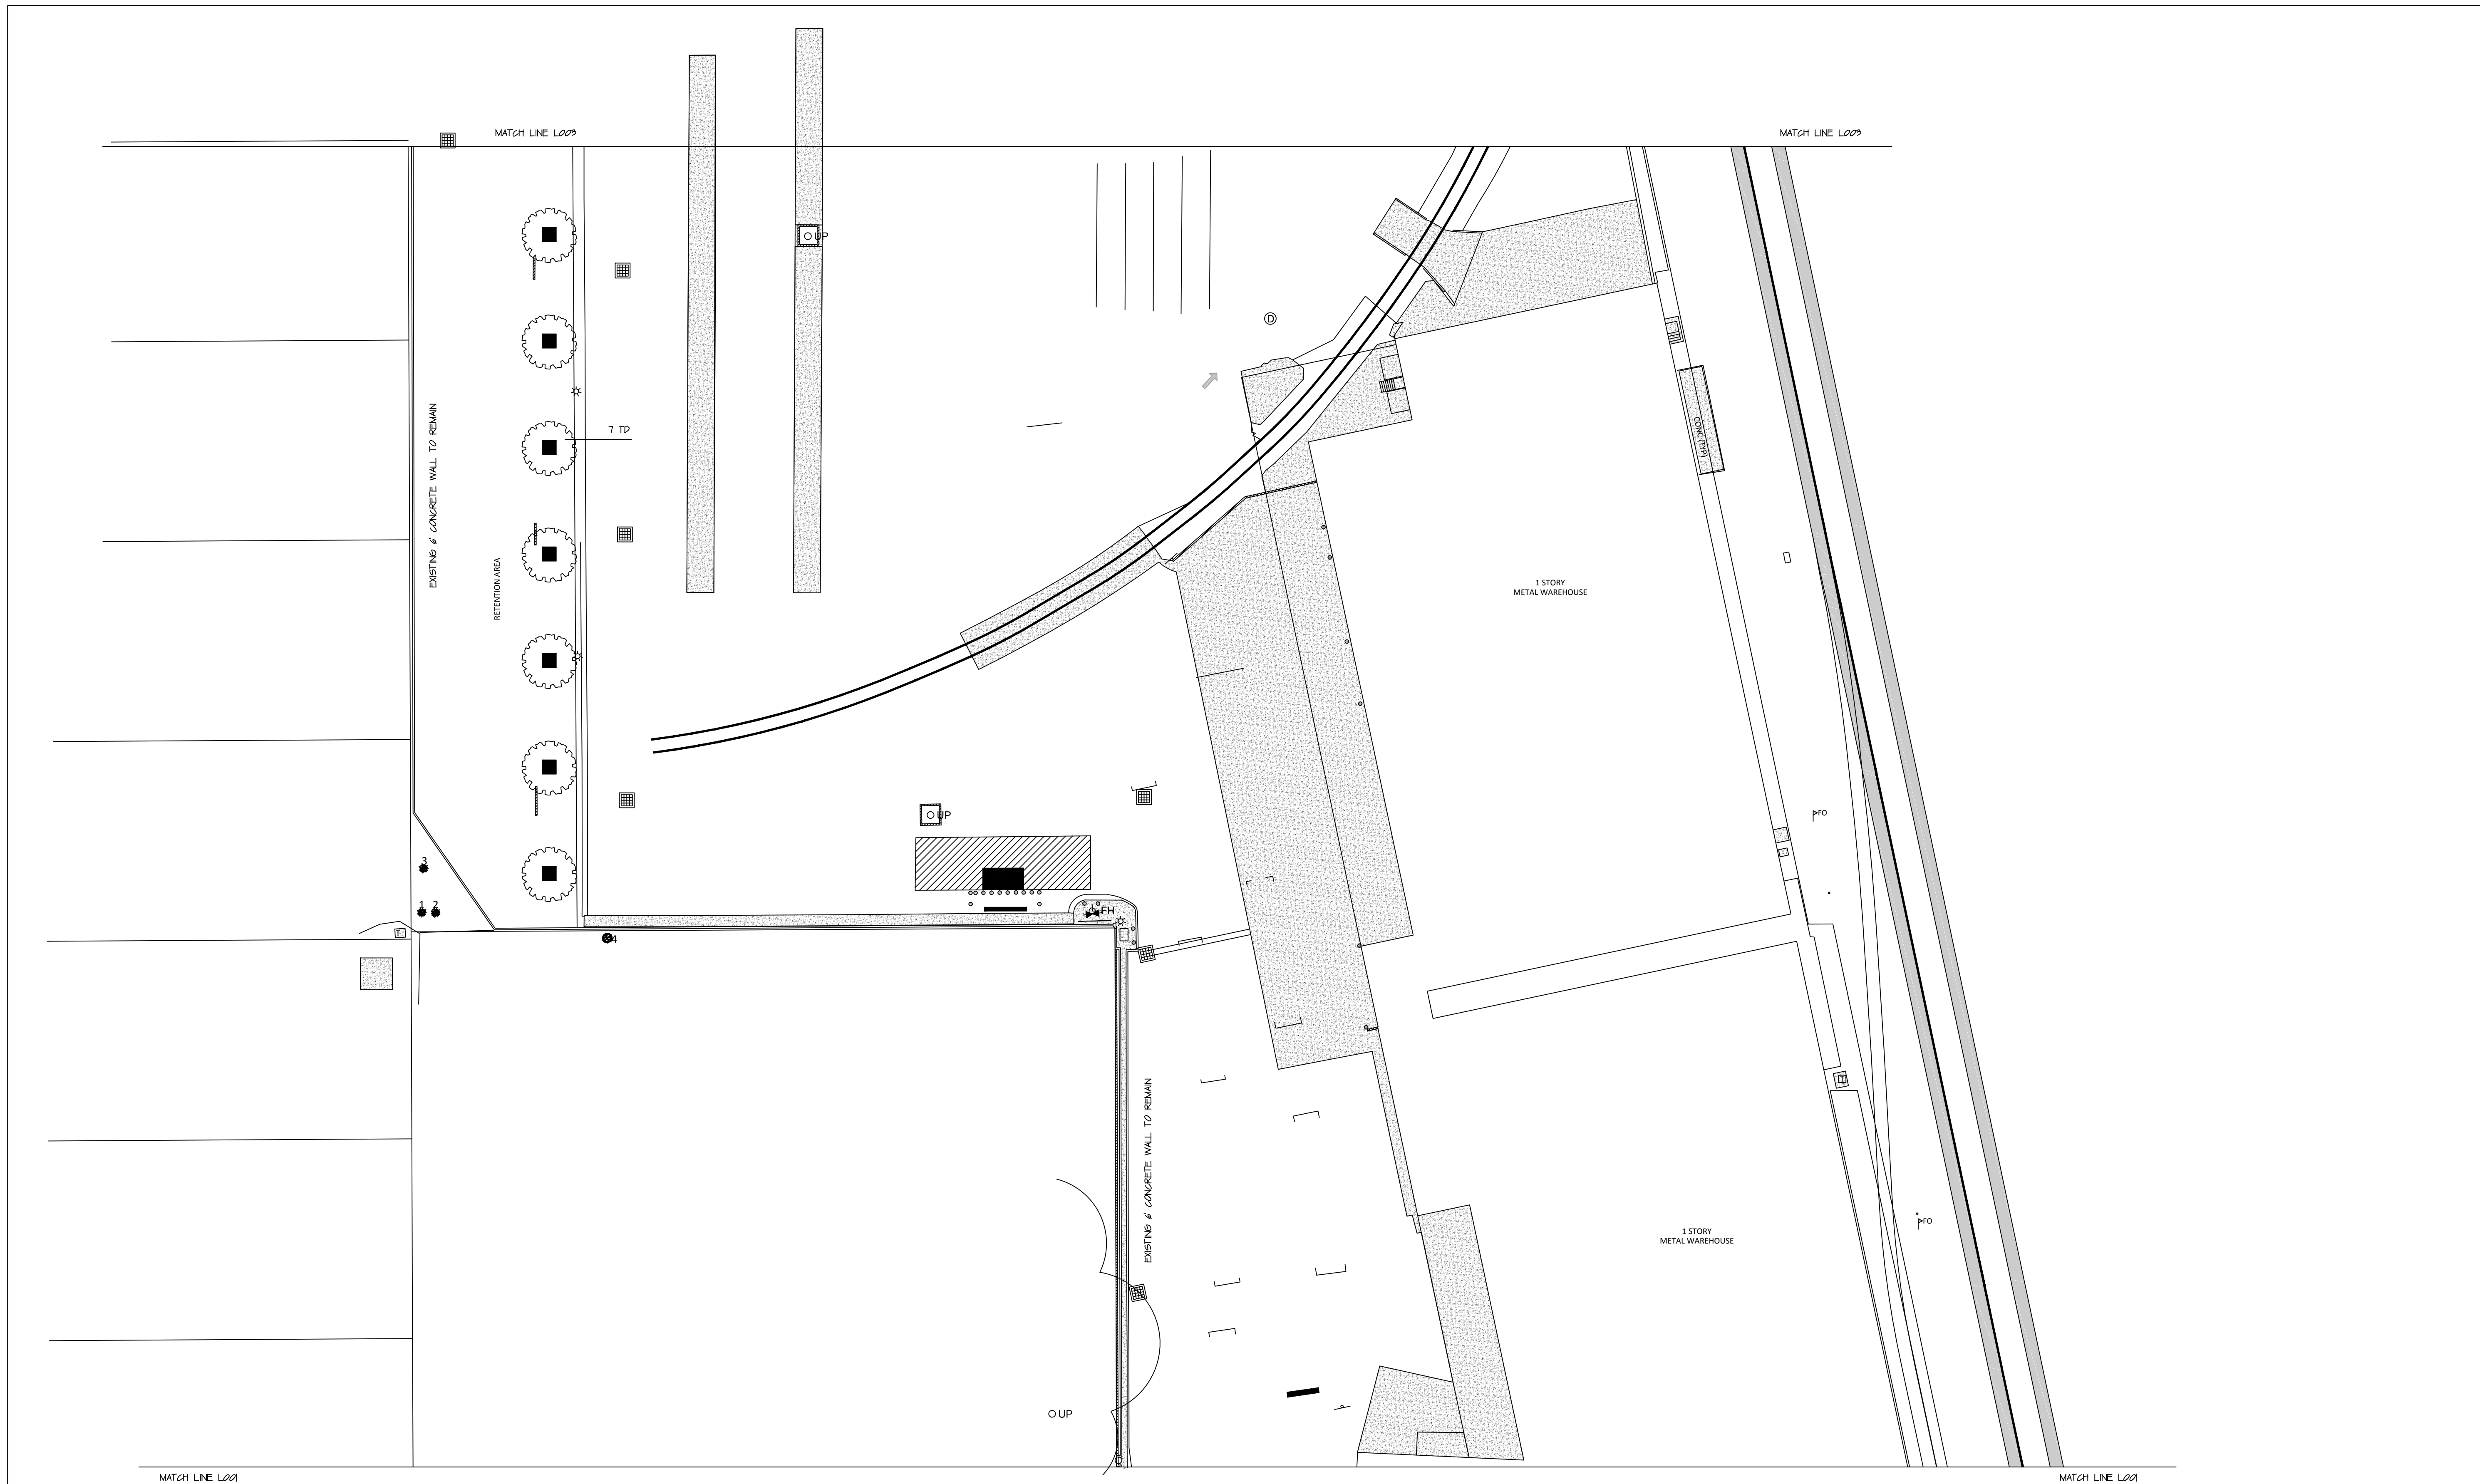 MATCH LINE L003
MATCH LINE L003
UP
D
EXISTING 6' CONCRETE WALL TO REMAIN
7 TD
CONC (TYP)
RETENTION AREA
1 STORY
METAL WAREHOUSE
UP
FO
3
1 2
FH
T
4
T
EXISTING 6' CONCRETE WALL TO REMAIN
FO
1 STORY
METAL WAREHOUSE
UP
MATCH LINE L001
MATCH LINE L001